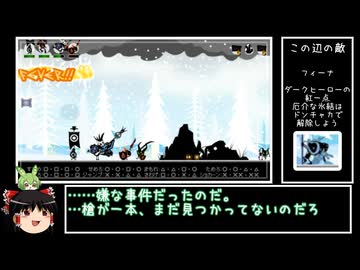 FEVER!!
この辺の敵
フィーナ
ダークヒーローの
紅一点
厄介な氷結は
ドンチャカで
解除しよう
……嫌な事件だったのだ。
…槍が一本、まだ見つかってないのだろ